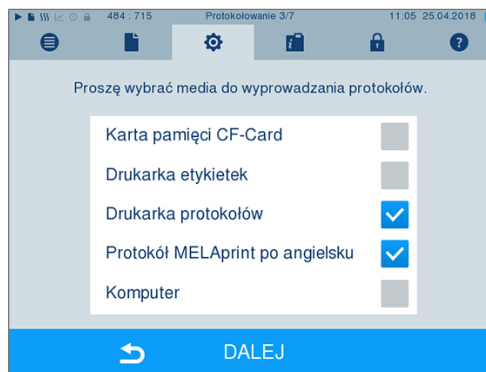 484 : 715 Protokołowanie 3/7 11:05 25.04.2018
Proszę wybrać media do wyprowadzania protokołów.
Karta pamięci CF-Card
Drukarka etykietek
Drukarka protokołów
Protokół MELAprint po angielsku
Komputer
DALEJ